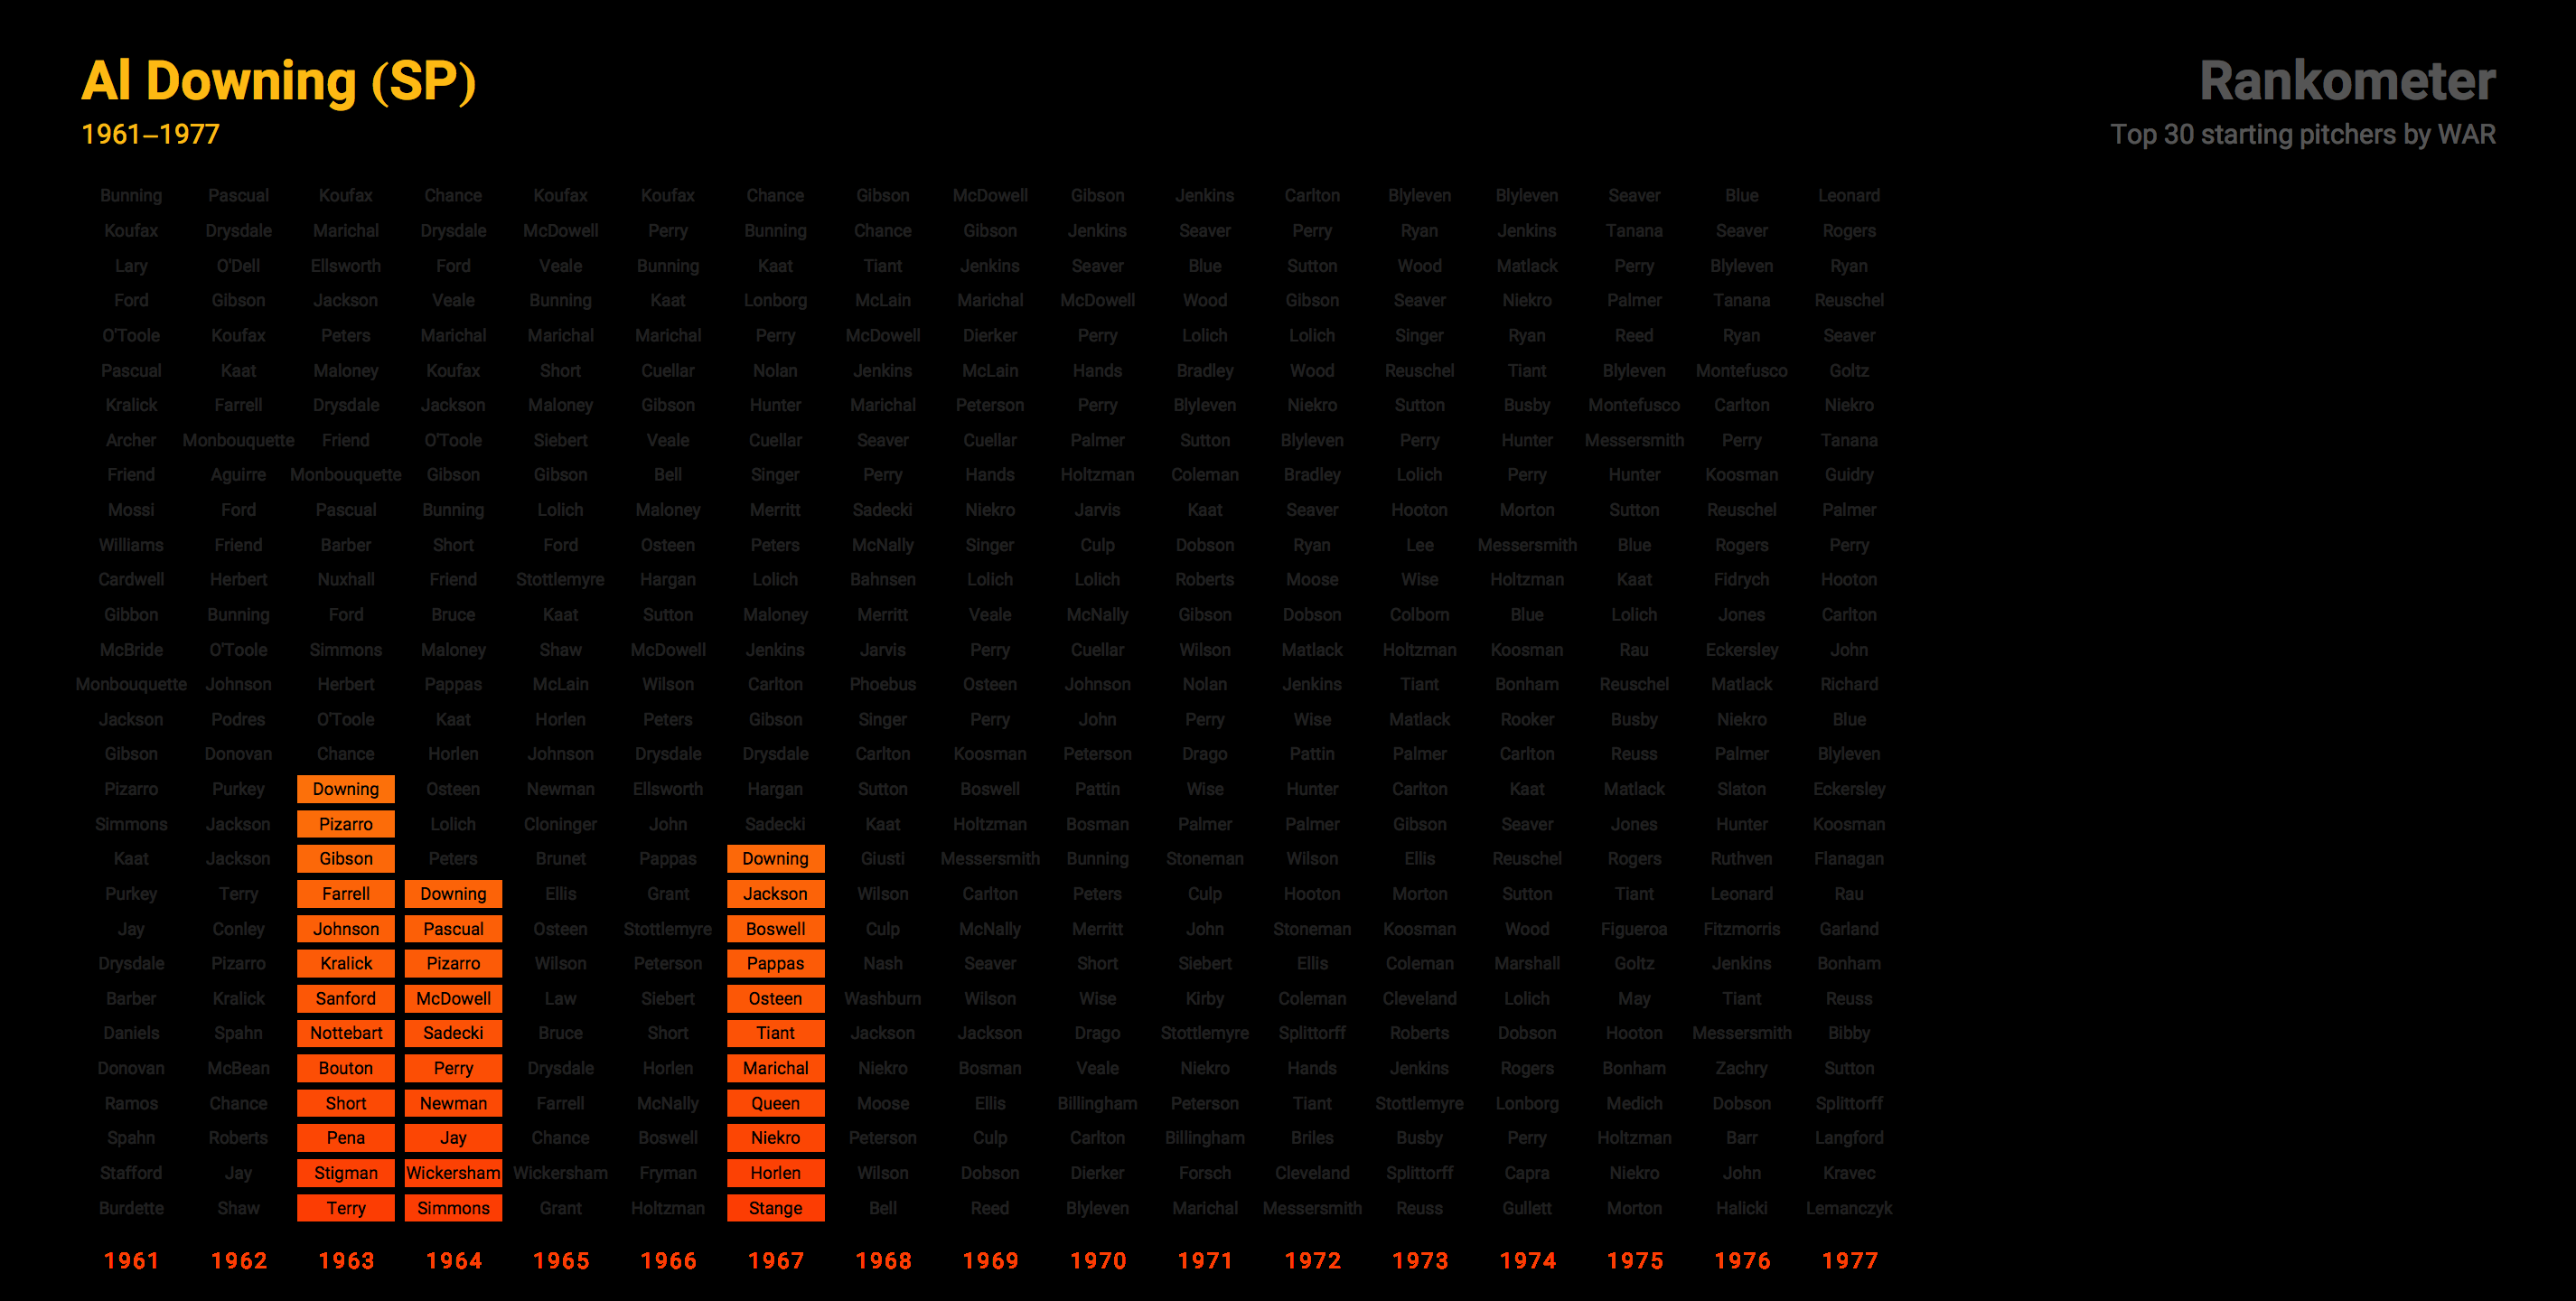 Al Downing (SP)
1961–1977
Rankometer
Top 30 starting pitchers by WAR
Bunning Pascual Koufax Chance Koufax Koufax Chance Gibson McDowell Gibson Jenkins Carlton Blyleven Blyleven Seaver Blue Leonard
Koufax Drysdale Marichal Drysdale McDowell Perry Bunning Chance Gibson Jenkins Seaver Perry Ryan Jenkins Tanana Seaver Rogers
Lary O'Dell Ellsworth Ford Veale Bunning Kaat Tiant Jenkins Seaver Blue Sutton Wood Matlack Perry Blyleven Ryan
Ford Gibson Jackson Veale Bunning Kaat Lonborg McLain Marichal McDowell Wood Gibson Seaver Niekro Palmer Tanana Reuschel
O'Toole Koufax Peters Marichal Marichal Marichal Perry McDowell Dierker Perry Lolich Lolich Singer Ryan Reed Ryan Seaver
Pascual Kaat Maloney Koufax Short Cuellar Nolan Jenkins McLain Hands Bradley Wood Reuschel Tiant Blyleven Montefusco Goltz
Kralick Farrell Drysdale Jackson Maloney Gibson Hunter Marichal Peterson Perry Blyleven Niekro Sutton Busby Montefusco Carlton Niekro
Archer Monbouquette Friend O'Toole Siebert Veale Cuellar Seaver Cuellar Palmer Sutton Blyleven Perry Hunter Messersmith Perry Tanana
Friend Aguirre Monbouquette Gibson Gibson Bell Singer Perry Hands Holtzman Coleman Bradley Lolich Perry Hunter Koosman Guidry
Mossi Ford Pascual Bunning Lolich Maloney Merritt Sadecki Niekro Jarvis Kaat Seaver Hooton Morton Sutton Reuschel Palmer
Williams Friend Barber Short Ford Osteen Peters McNally Singer Culp Dobson Ryan Lee Messersmith Blue Rogers Perry
Cardwell Herbert Nuxhall Friend Stottlemyre Hargan Lolich Bahnsen Lolich Lolich Roberts Moose Wise Holtzman Kaat Fidrych Hooton
Gibbon Bunning Ford Bruce Kaat Sutton Maloney Merritt Veale McNally Gibson Dobson Colborn Blue Lolich Jones Carlton
McBride O'Toole Simmons Maloney Shaw McDowell Jenkins Jarvis Perry Cuellar Wilson Matlack Holtzman Koosman Rau Eckersley John
Monbouquette Johnson Herbert Pappas McLain Wilson Carlton Phoebus Osteen Johnson Nolan Jenkins Tiant Bonham Reuschel Matlack Richard
Jackson Podres O'Toole Kaat Horlen Peters Gibson Singer Perry John Perry Wise Matlack Rooker Busby Niekro Blue
Gibson Donovan Chance Horlen Johnson Drysdale Drysdale Carlton Koosman Peterson Drago Pattin Palmer Carlton Reuss Palmer Blyleven
Pizarro Purkey Downing Osteen Newman Ellsworth Hargan Sutton Boswell Pattin Wise Hunter Carlton Kaat Matlack Slaton Eckersley
Simmons Jackson Pizarro Lolich Cloninger John Sadecki Kaat Holtzman Bosman Palmer Palmer Gibson Seaver Jones Hunter Koosman
Kaat Jackson Gibson Peters Brunet Pappas Downing Giusti Messersmith Bunning Stoneman Wilson Ellis Reuschel Rogers Ruthven Flanagan
Purkey Terry Farrell Downing Ellis Grant Jackson Wilson Carlton Peters Culp Hooton Morton Sutton Tiant Leonard Rau
Jay Conley Johnson Pascual Osteen Stottlemyre Boswell Culp McNally Merritt John Stoneman Koosman Wood Figueroa Fitzmorris Garland
Drysdale Pizarro Kralick Pizarro Wilson Peterson Pappas Nash Seaver Short Siebert Ellis Coleman Marshall Goltz Jenkins Bonham
Barber Kralick Sanford McDowell Law Siebert Osteen Washburn Wilson Wise Kirby Coleman Cleveland Lolich May Tiant Reuss
Daniels Spahn Nottebart Sadecki Bruce Short Tiant Jackson Jackson Drago Stottlemyre Splittorff Roberts Dobson Hooton Messersmith Bibby
Donovan McBean Bouton Perry Drysdale Horlen Marichal Niekro Bosman Veale Niekro Hands Jenkins Rogers Bonham Zachry Sutton
Ramos Chance Short Newman Farrell McNally Queen Moose Ellis Billingham Peterson Tiant Stottlemyre Lonborg Medich Dobson Splittorff
Spahn Roberts Pena Jay Chance Boswell Niekro Peterson Culp Carlton Billingham Briles Busby Perry Holtzman Barr Langford
Stafford Jay Stigman Wickersham Wickersham Fryman Horlen Wilson Dobson Dierker Forsch Cleveland Splittorff Capra Niekro John Kravec
Burdette Shaw Terry Simmons Grant Holtzman Stange Bell Reed Blyleven Marichal Messersmith Reuss Gullett Morton Halicki Lemanczyk
1961 1962 1963 1964 1965 1966 1967 1968 1969 1970 1971 1972 1973 1974 1975 1976 1977